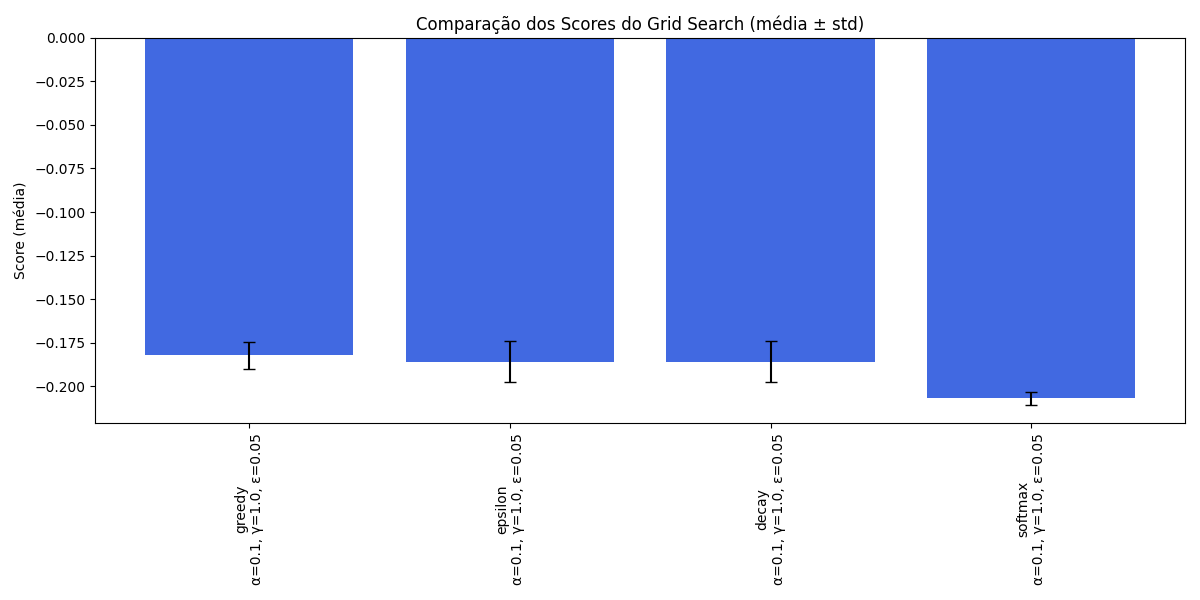 Comparação dos Scores do Grid Search (média ± std)
Score (média)
0.000
−0.025
−0.050
−0.075
−0.100
−0.125
−0.150
−0.175
−0.200
greedy
α=0.1, γ=1.0, ε=0.05
epsilon
α=0.1, γ=1.0, ε=0.05
decay
α=0.1, γ=1.0, ε=0.05
softmax
α=0.1, γ=1.0, ε=0.05